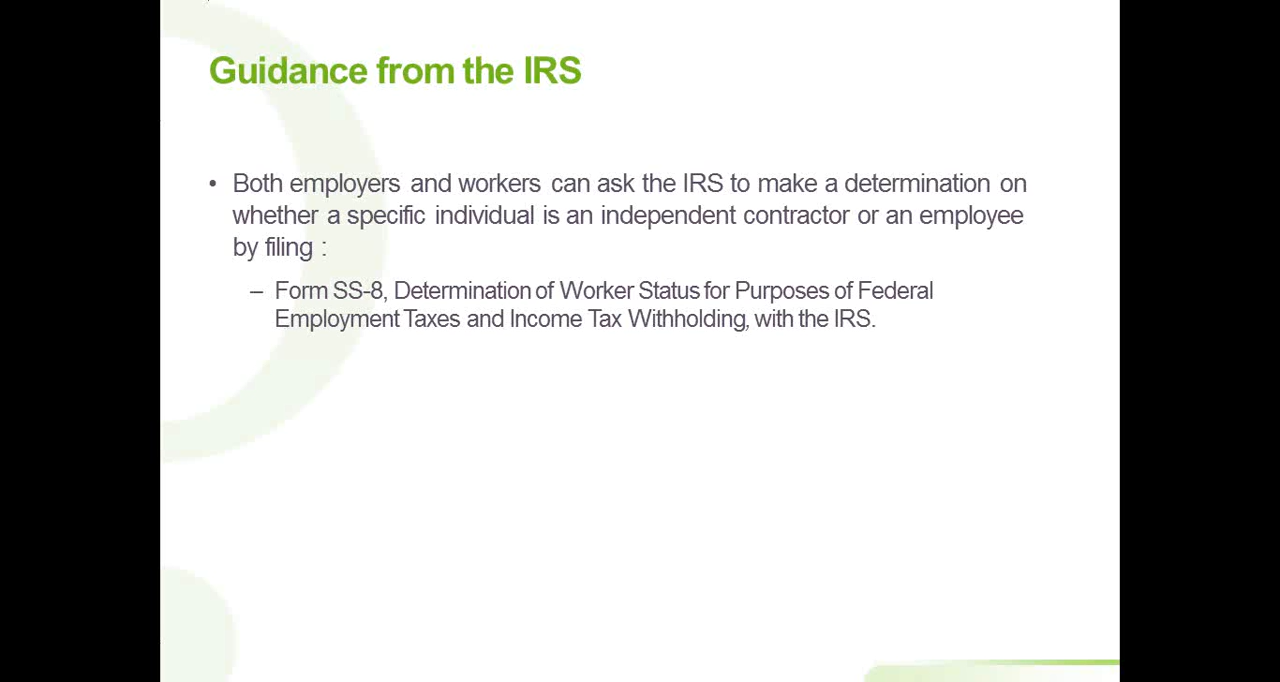 Guidance from the IRS
• Both employers and workers can ask the IRS to make a determination on
whether a specific individual is an independent contractor or an employee
by filing :
– Form SS-8, Determination of Worker Status for Purposes of Federal
Employment Taxes and Income Tax Withholding, with the IRS.